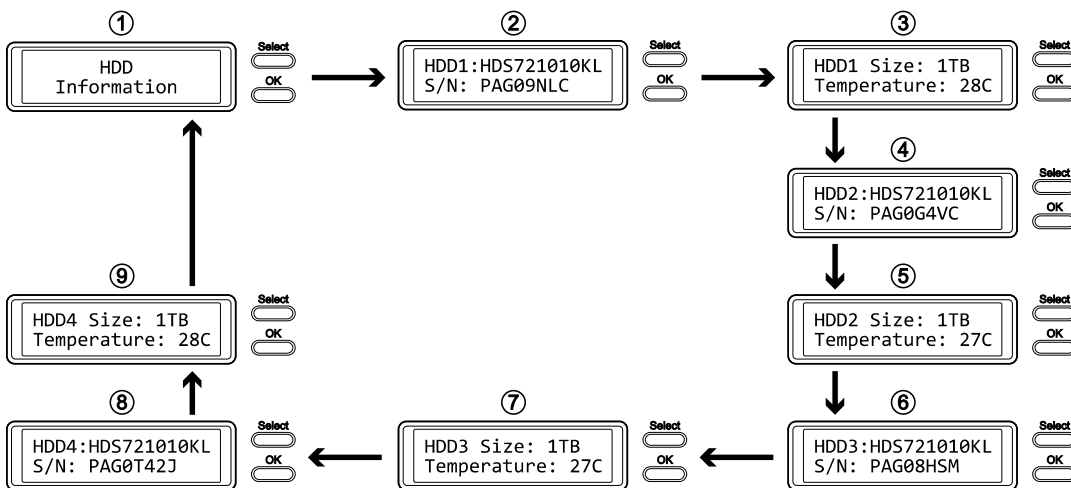 ①
HDD
Information
Select
OK
②
HDD1:HDS721010KL
S/N: PAG09NLC
Select
OK
③
HDD1 Size: 1TB
Temperature: 28C
Select
OK
④
HDD2:HDS721010KL
S/N: PAG0G4VC
Select
OK
⑤
HDD2 Size: 1TB
Temperature: 27C
Select
OK
⑥
HDD3:HDS721010KL
S/N: PAG08HSM
Select
OK
⑦
HDD3 Size: 1TB
Temperature: 27C
Select
OK
⑧
HDD4:HDS721010KL
S/N: PAG0T42J
Select
OK
⑨
HDD4 Size: 1TB
Temperature: 28C
Select
OK